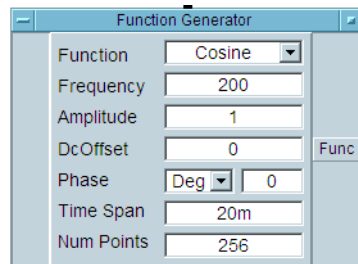 Function Generator
Function Cosine
Frequency 200
Amplitude 1
DcOffset 0 Func
Phase Deg 0
Time Span 20m
Num Points 256